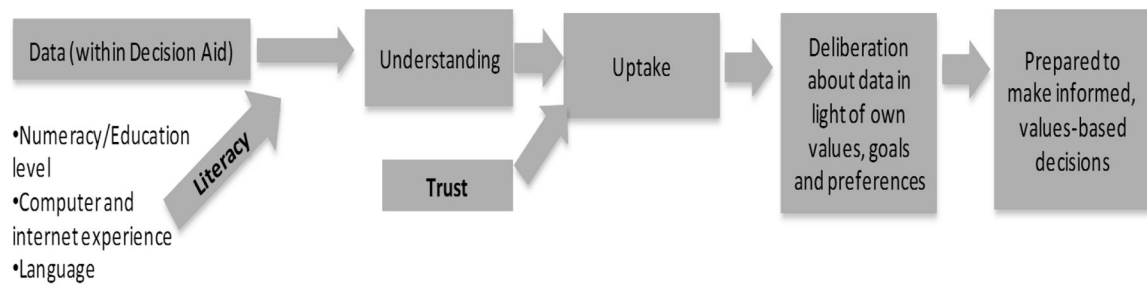 Data (within Decision Aid)
•Numeracy/Education
level
•Computer and
internet experience
•Language
Literacy
Understanding
Trust
Uptake
Deliberation
about data in
light of own
values, goals
and preferences
Prepared to
make informed,
values-based
decisions